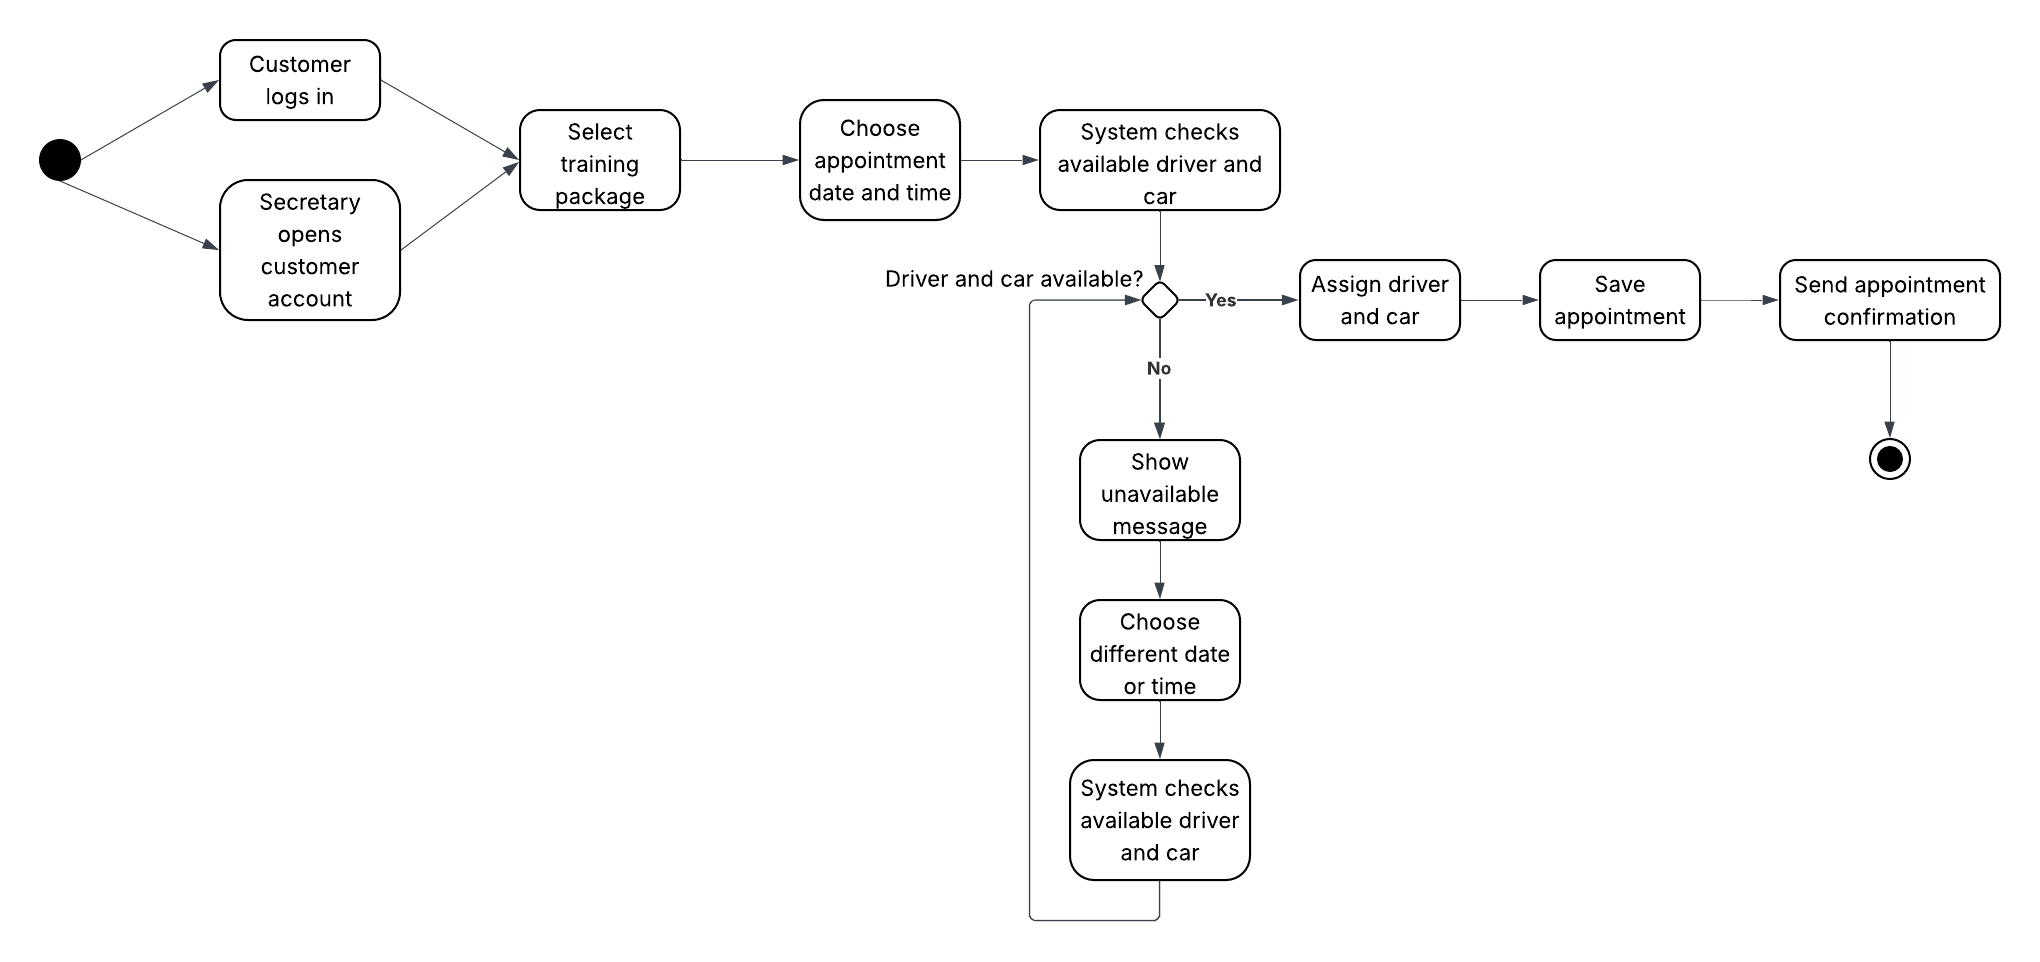 Customer
logs in
Secretary
opens
customer
account
Select
training
package
Choose
appointment
date and time
System checks
available driver and
car
Driver and car available?
Yes
No
Assign driver
and car
Save
appointment
Send appointment
confirmation
Show
unavailable
message
Choose
different date
or time
System checks
available driver
and car